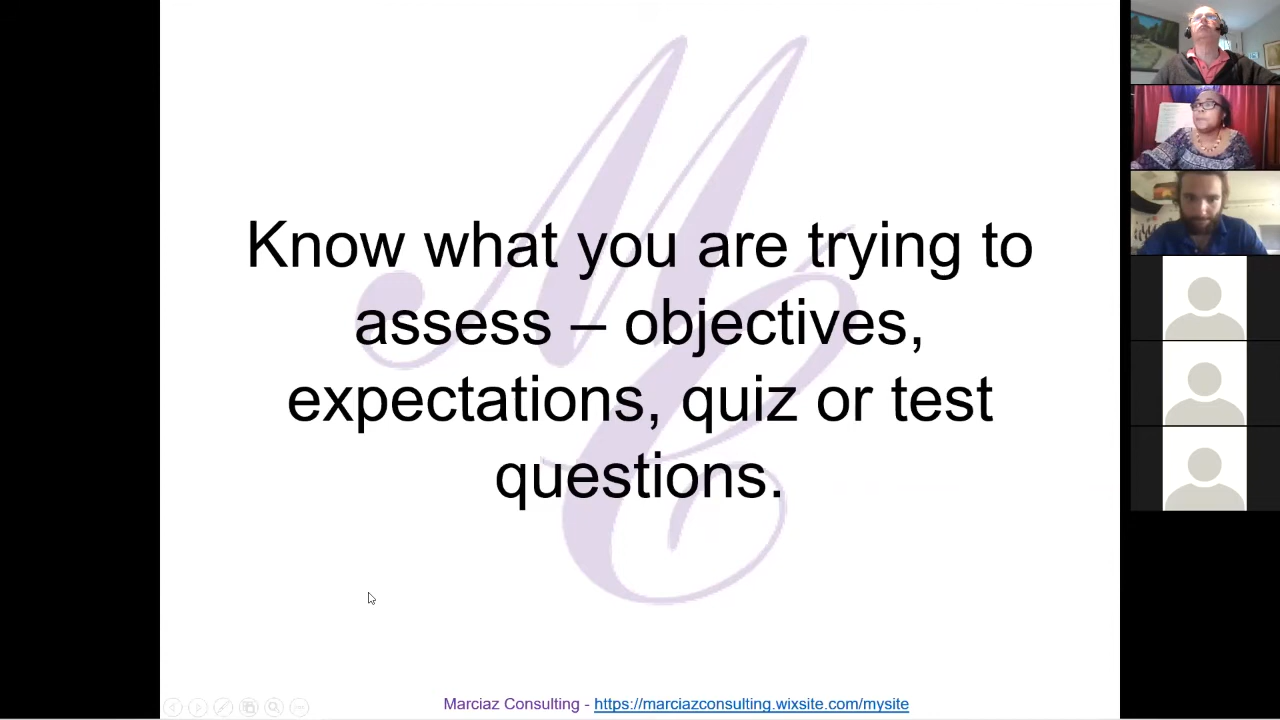 Know what you are trying to
assess – objectives,
expectations, quiz or test
questions.
Marciaz Consulting - https://marciazconsulting.wixsite.com/mysite